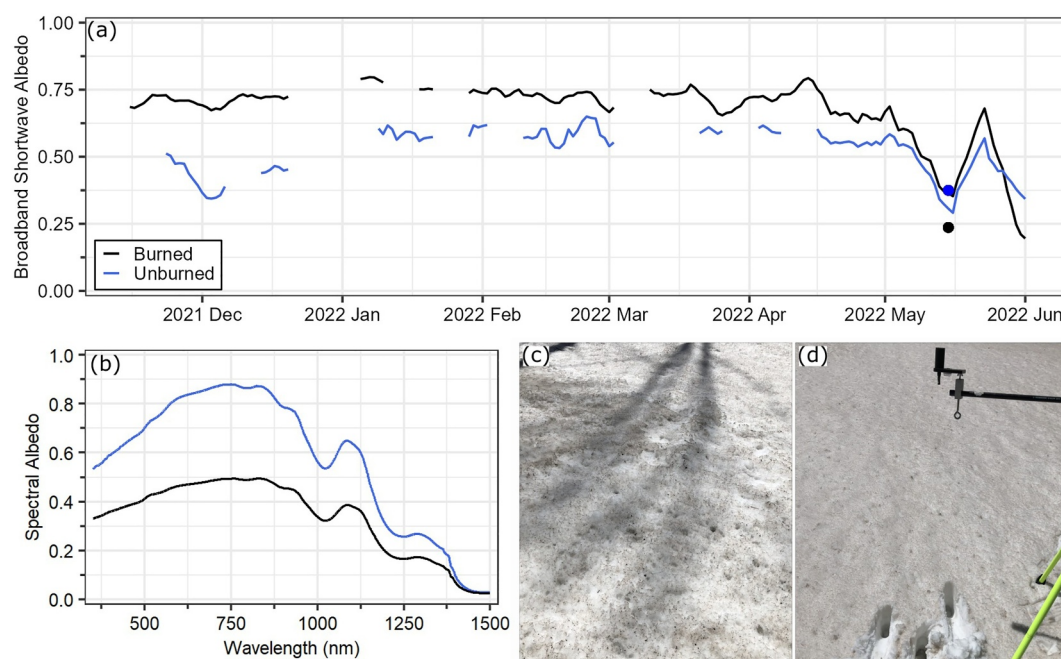 (a)
Broadband Shortwave Albedo
1.00
0.75
0.50
0.25
0.00
Burned
Unburned
2021 Dec
2022 Jan
2022 Feb
2022 Mar
2022 Apr
2022 May
2022 Jun
(b)
Spectral Albedo
1.0
0.8
0.6
0.4
0.2
0.0
500
750
1000
1250
1500
Wavelength (nm)
(c)
(d)